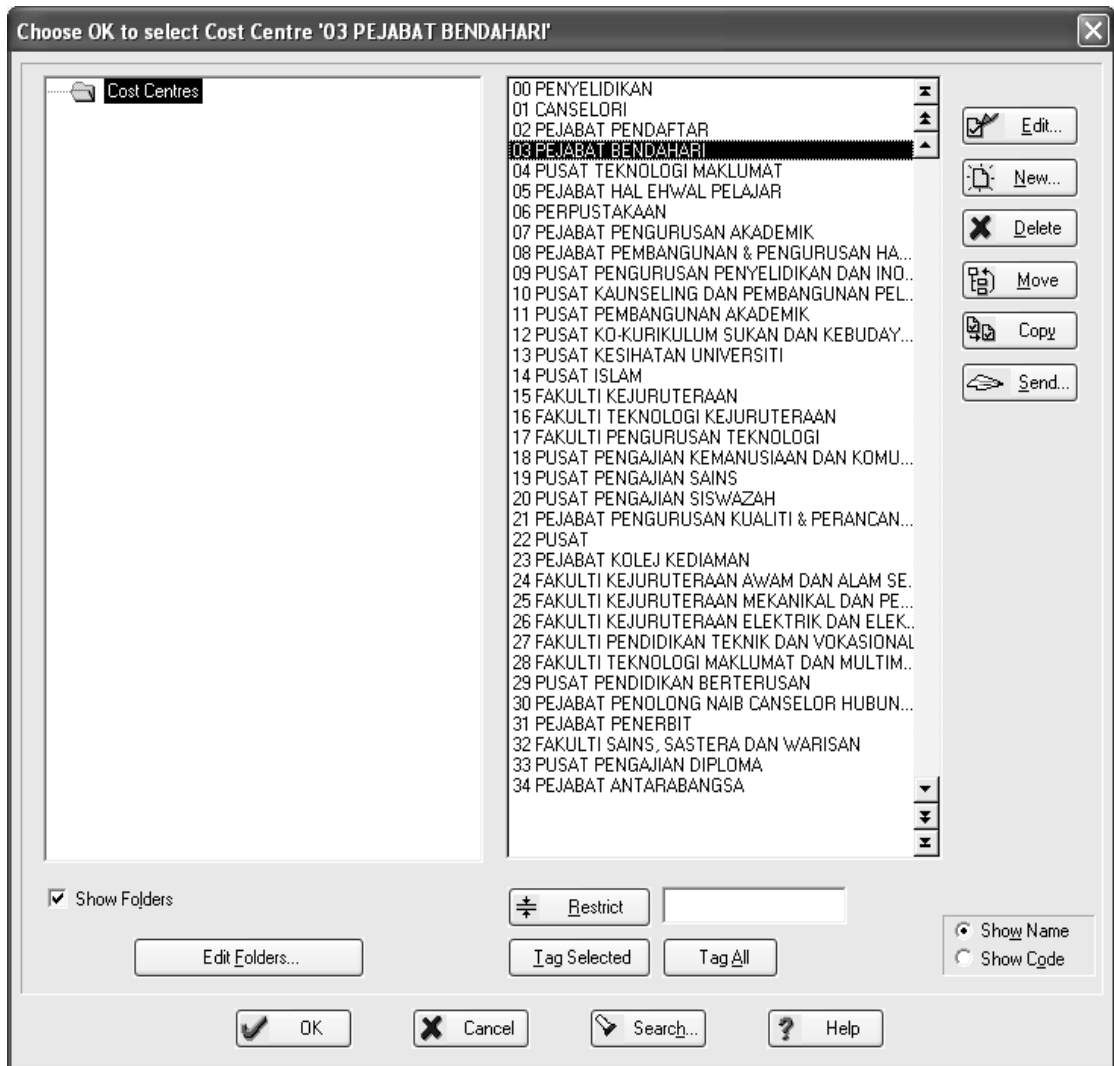 Choose OK to select Cost Centre '03 PEJABAT BENDAHARI'
Cost Centres
00 PENYELIDIKAN
01 CANSELORI
02 PEJABAT PENDAFTAR
03 PEJABAT BENDAHARI
04 PUSAT TEKNOLOGI MAKLUMAT
05 PEJABAT HAL EHWAL PELAJAR
06 PERPUSTAKAAN
07 PEJABAT PENGURUSAN AKADEMIK
08 PEJABAT PEMBANGUNAN & PENGURUSAN HA...
09 PUSAT PENGURUSAN PENYELIDIKAN DAN INO..
10 PUSAT KAUNSELING DAN PEMBANGUNAN PEL..
11 PUSAT PEMBANGUNAN AKADEMIK
12 PUSAT KO-KURIKULUM SUKAN DAN KEBUDAY...
13 PUSAT KESIHATAN UNIVERSITI
14 PUSAT ISLAM
15 FAKULTI KEJURUTERAAN
16 FAKULTI TEKNOLOGI KEJURUTERAAN
17 FAKULTI PENGURUSAN TEKNOLOGI
18 PUSAT PENGAJIAN KEMANUSIAAN DAN KOMU...
19 PUSAT PENGAJIAN SAINS
20 PUSAT PENGAJIAN SISWAZAH
21 PEJABAT PENGURUSAN KUALITI & PERANCAN...
22 PUSAT
23 PEJABAT KOLEJ KEDIAMAN
24 FAKULTI KEJURUTERAAN AWAM DAN ALAM SE.
25 FAKULTI KEJURUTERAAN MEKANIKAL DAN PE...
26 FAKULTI KEJURUTERAAN ELEKTRIK DAN ELEK..
27 FAKULTI PENDIDIKAN TEKNIK DAN VOKASIONAL
28 FAKULTI TEKNOLOGI MAKLUMAT DAN MULTIM..
29 PUSAT PENDIDIKAN BERTERUSAN
30 PEJABAT PENOLONG NAIB CANSELOR HUBUN...
31 PEJABAT PENERBIT
32 FAKULTI SAINS, SASTERA DAN WARISAN
33 PUSAT PENGAJIAN DIPLOMA
34 PEJABAT ANTARABANGSA
Edit...
New...
Delete
Move
Copy
Send...
Show Folders
Restrict
Edit Folders...
Tag Selected
Tag All
Show Name
Show Code
OK
Cancel
Search...
Help